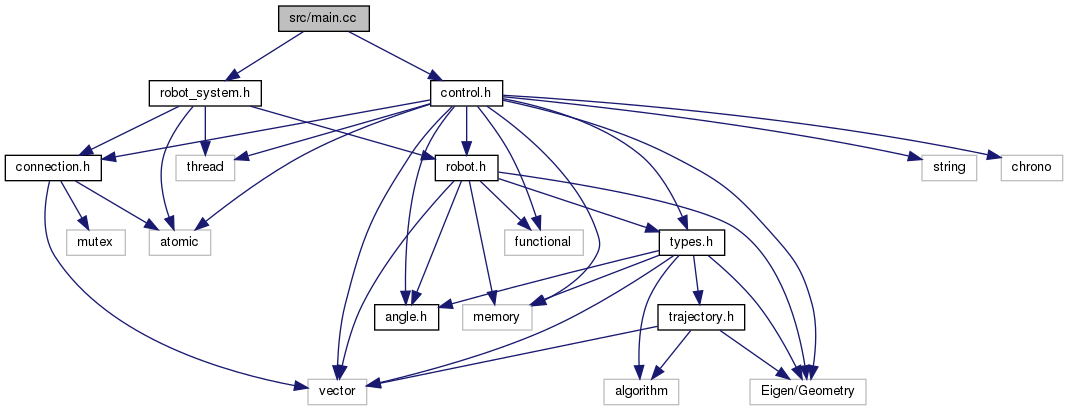 src/main.cc
robot_system.h
control.h
connection.h
thread
robot.h
string
chrono
mutex
atomic
functional
types.h
angle.h
memory
trajectory.h
vector
algorithm
Eigen/Geometry